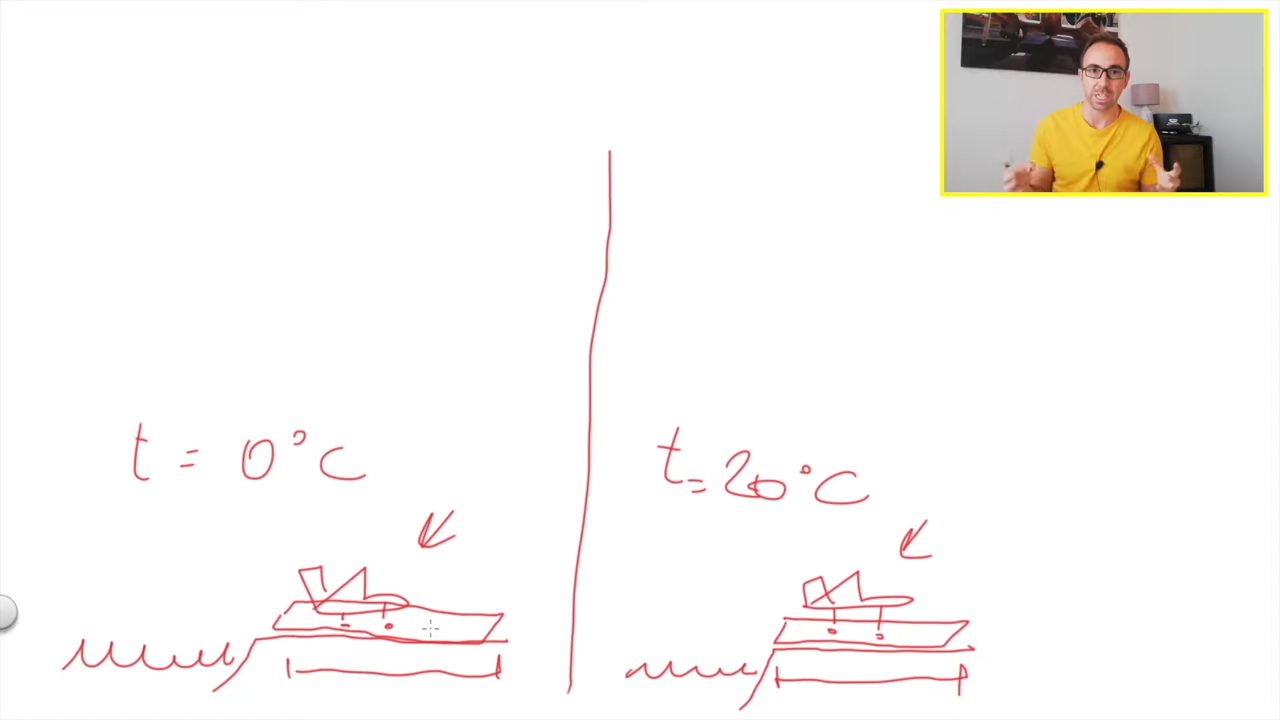 t = 0°C
t = 20°C